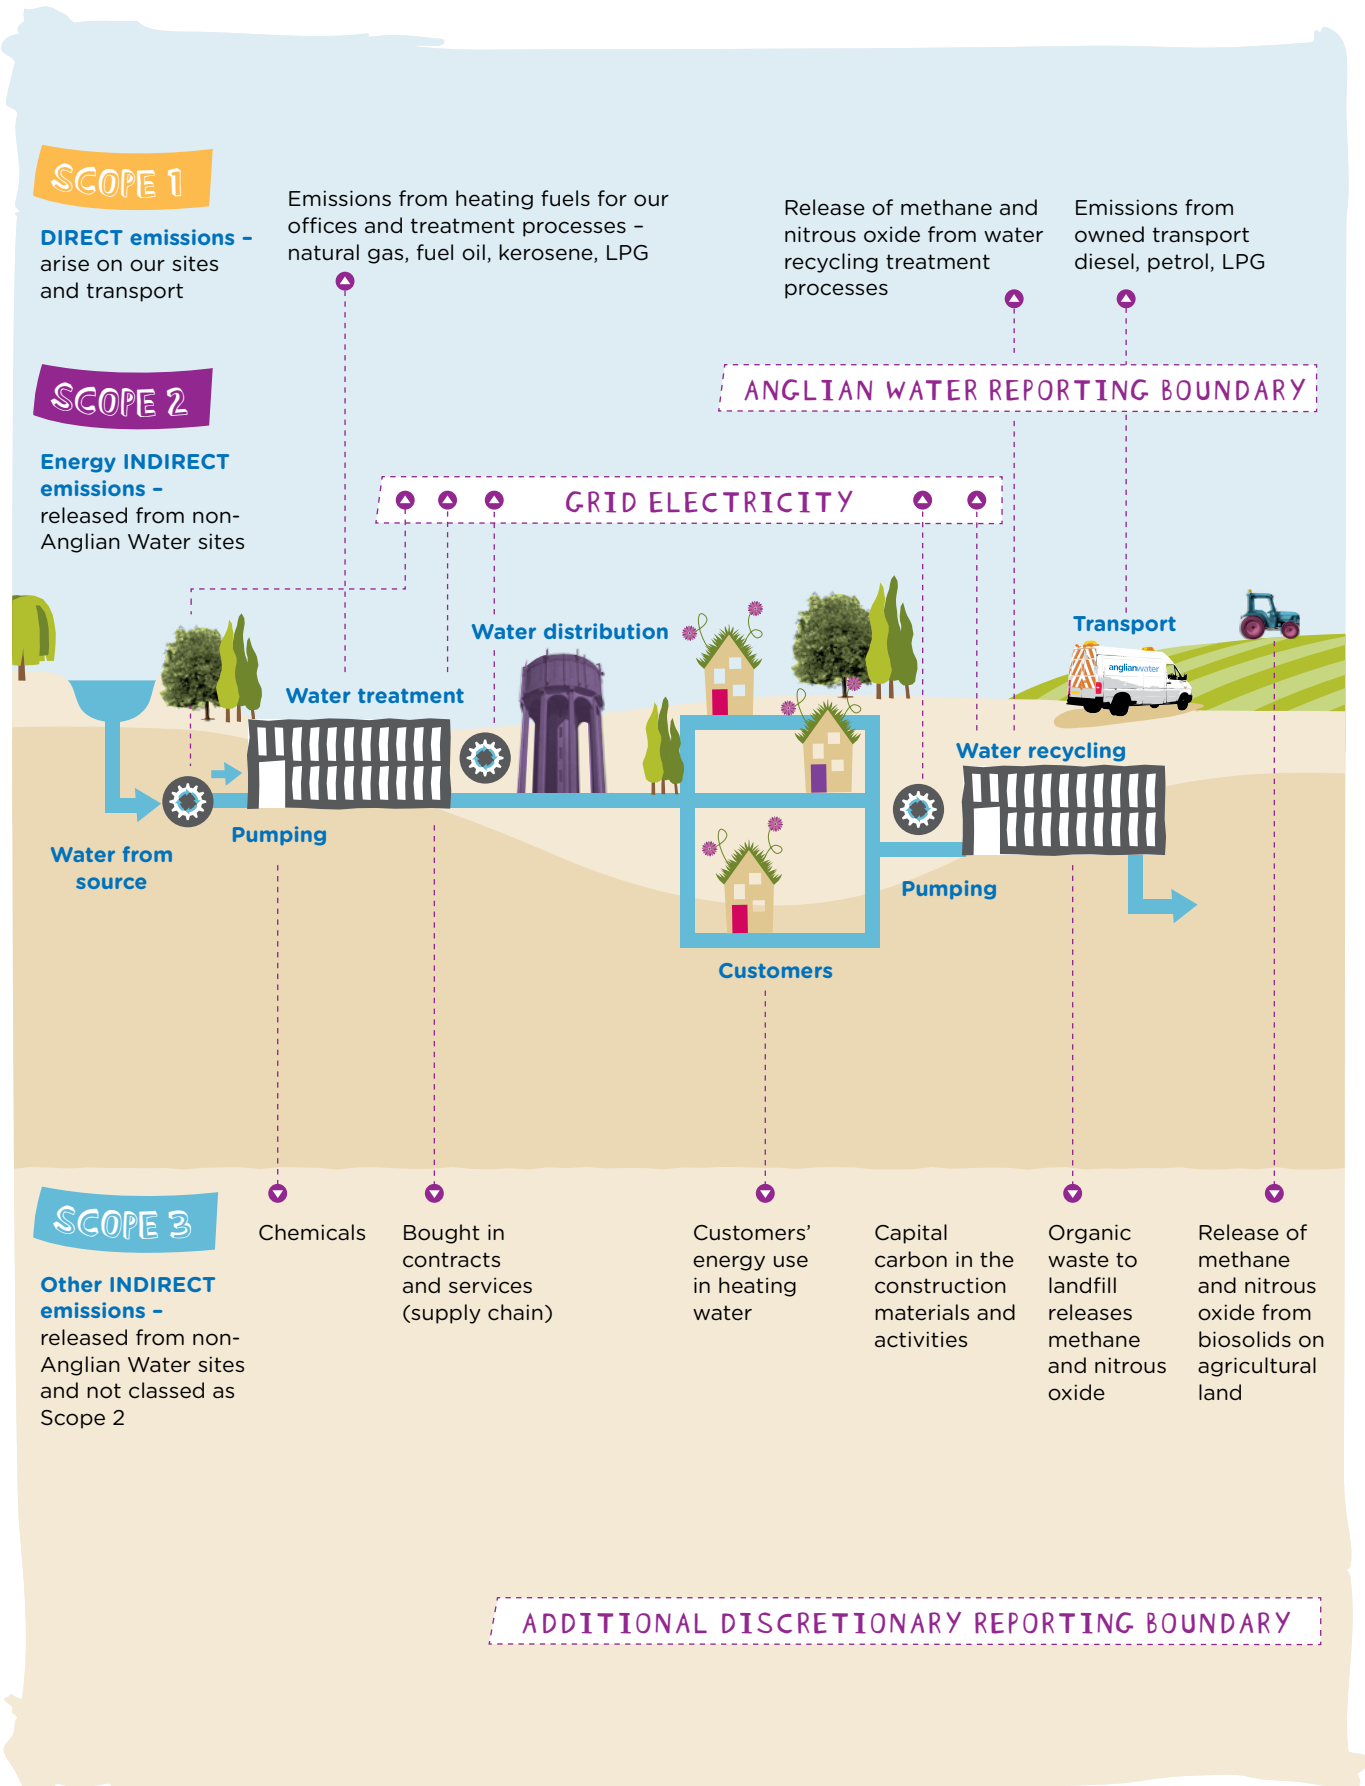 SCOPE 1
DIRECT emissions –
arise on our sites
and transport
Emissions from heating fuels for our
offices and treatment processes –
natural gas, fuel oil, kerosene, LPG
Release of methane and
nitrous oxide from water
recycling treatment
processes
Emissions from
owned transport
diesel, petrol, LPG
ANGLIAN WATER REPORTING BOUNDARY
SCOPE 2
Energy INDIRECT
emissions –
released from non-
Anglian Water sites
GRID ELECTRICITY
Water distribution
Transport
anglianwater
Water treatment
Water recycling
Pumping
Water from
source
Pumping
Customers
SCOPE 3
Other INDIRECT
emissions –
released from non-
Anglian Water sites
and not classed as
Scope 2
Chemicals
Bought in
contracts
and services
(supply chain)
Customers’
energy use
in heating
water
Capital
carbon in the
construction
materials and
activities
Organic
waste to
landfill
releases
methane
and nitrous
oxide
Release of
methane
and nitrous
oxide from
biosolids on
agricultural
land
ADDITIONAL DISCRETIONARY REPORTING BOUNDARY